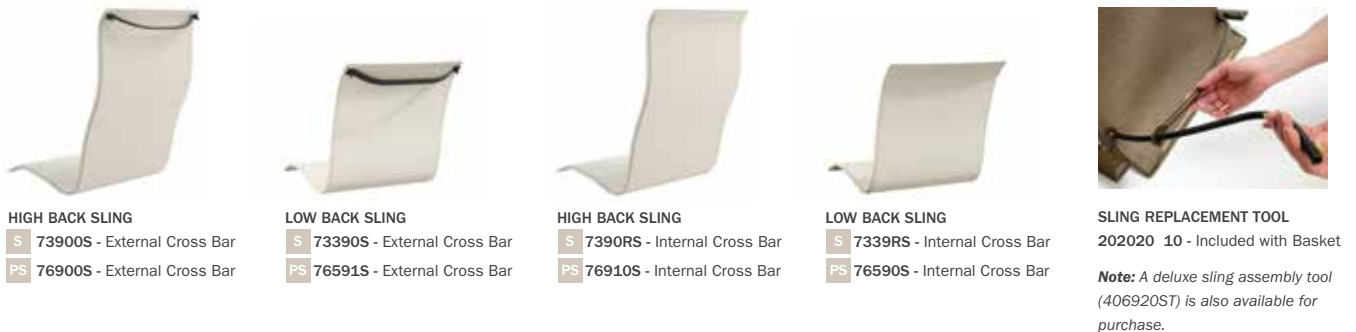 HIGH BACK SLING
S 73900S - External Cross Bar
PS 76900S - External Cross Bar
LOW BACK SLING
S 73390S - External Cross Bar
PS 76591S - External Cross Bar
HIGH BACK SLING
S 7390RS - Internal Cross Bar
PS 76910S - Internal Cross Bar
LOW BACK SLING
S 7339RS - Internal Cross Bar
PS 76590S - Internal Cross Bar
SLING REPLACEMENT TOOL
202020 10 - Included with Basket
Note: A deluxe sling assembly tool
(406920ST) is also available for
purchase.